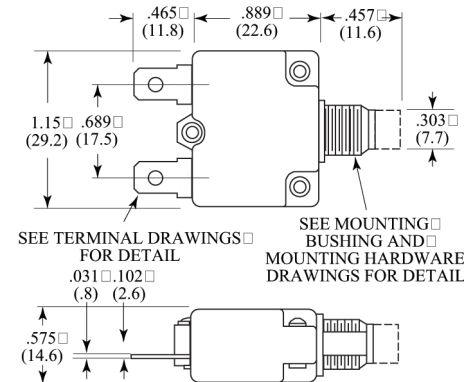 .465□ .889□ .457□
(11.8) (22.6) (11.6)
1.15□ .689□ .303□
(29.2) (17.5) (7.7)
SEE TERMINAL DRAWINGS□
FOR DETAIL
SEE MOUNTING□
BUSHING AND□
MOUNTING HARDWARE
DRAWINGS FOR DETAIL
.031□ .102□
(.8) (2.6)
.575□
(14.6)